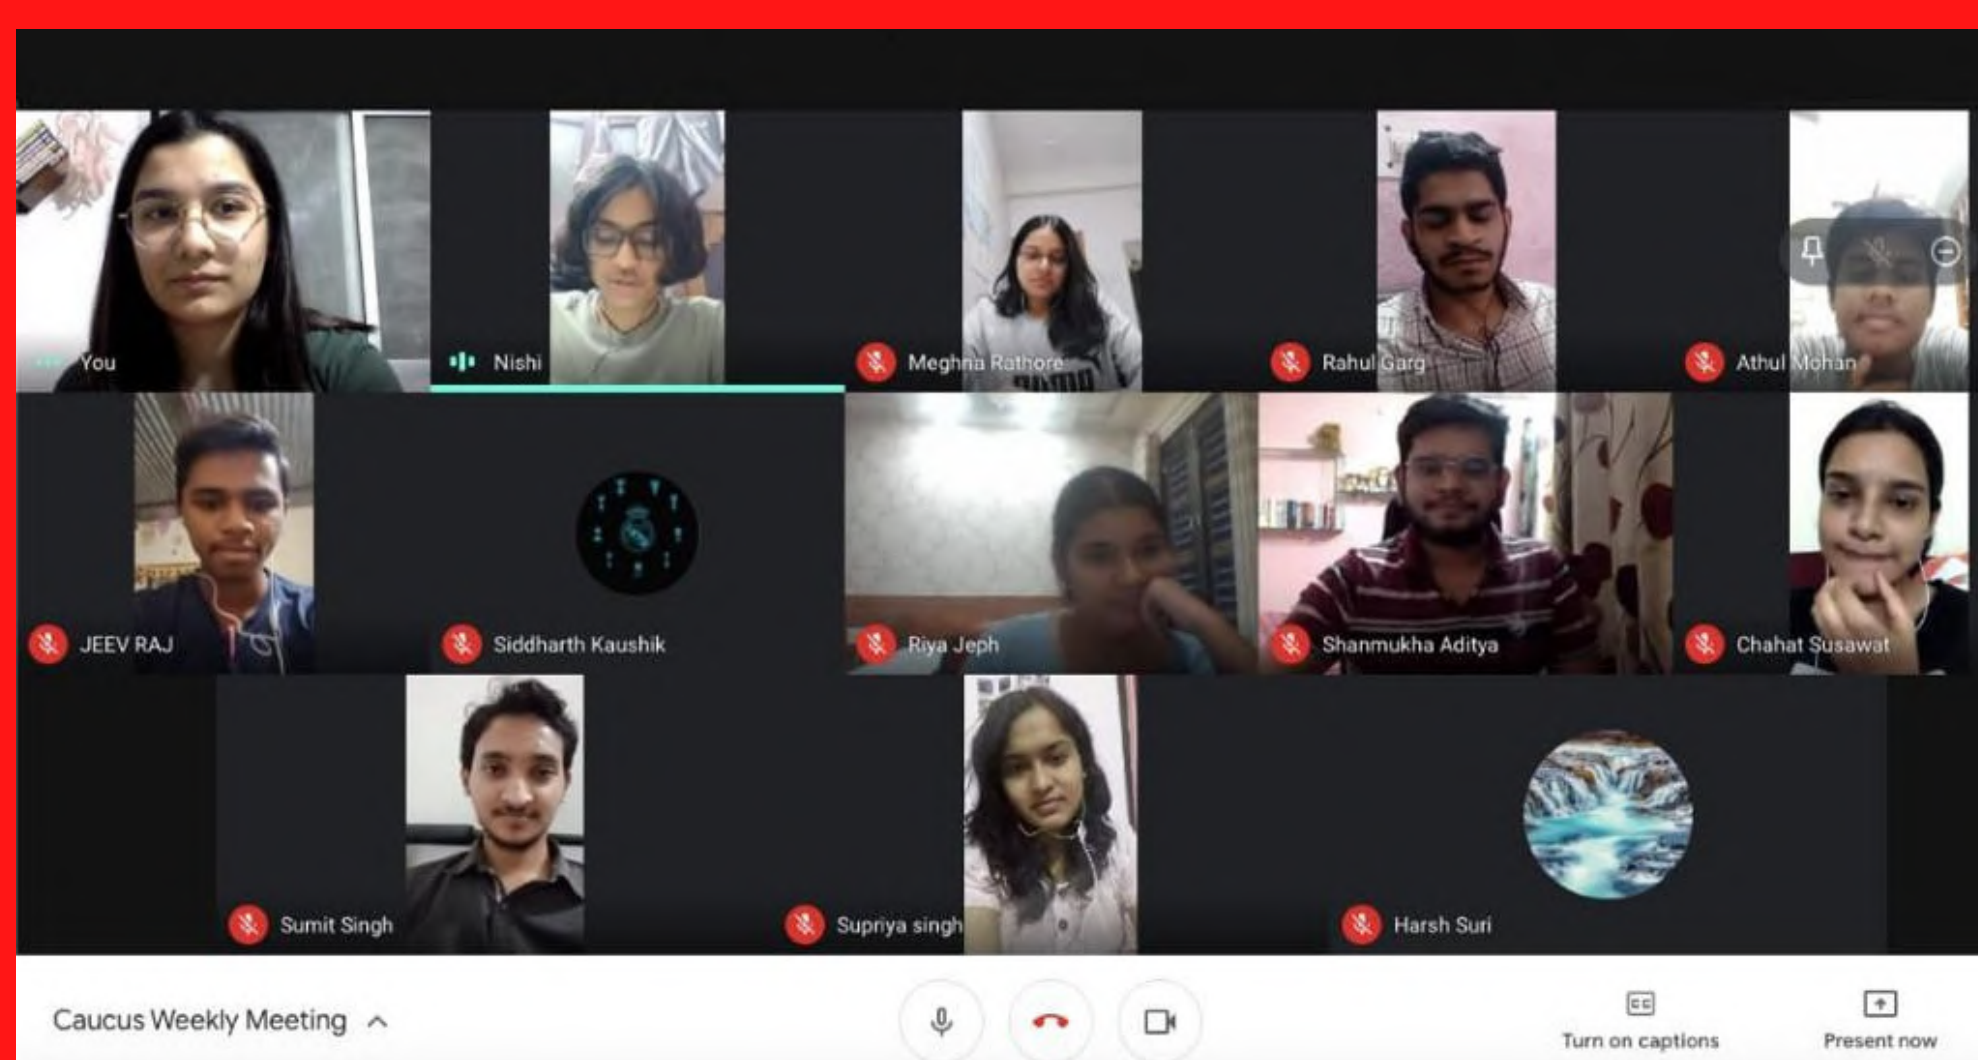 You
Nishi
Meghna Rathore
Rahul Garg
Athul Mohan
JEEV RAJ
Siddharth Kaushik
Riya Jeph
Shanmukha Aditya
Chahat Susawat
Sumit Singh
Supriya singh
Harsh Suri
Caucus Weekly Meeting
CC
Turn on captions
Present now